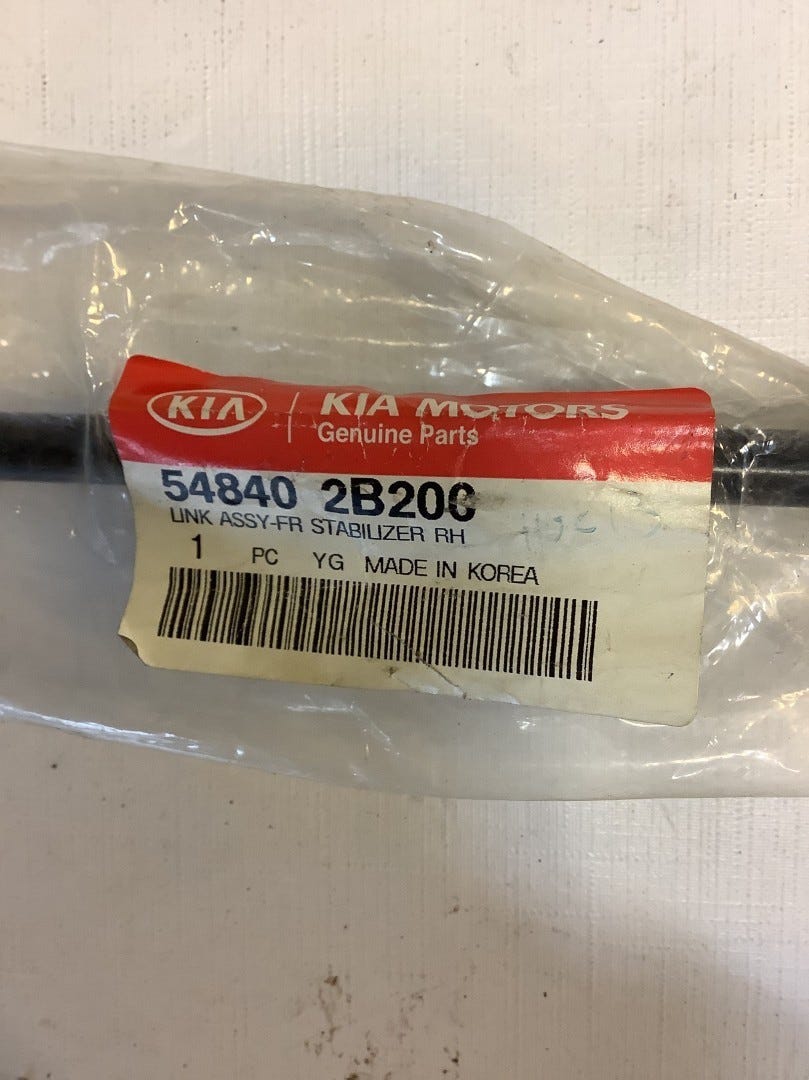 KIA KIA MOTORS
Genuine Parts
54840 2B200
LINK ASSY-FR STABILIZER RH
1 PC YG MADE IN KOREA